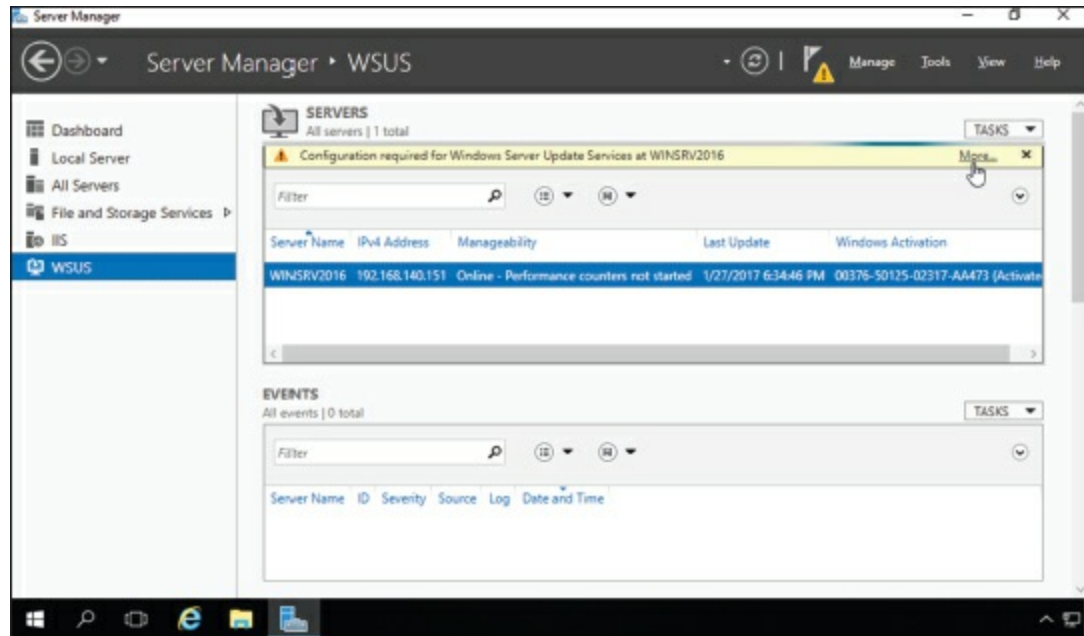 Server Manager
Server Manager ‣ WSUS
Manage Tools View Help
Dashboard
Local Server
All Servers
File and Storage Services
IIS
WSUS
SERVERS
All servers | 1 total
TASKS
Configuration required for Windows Server Update Services at WINSRV2016 More...
Filter
Server Name IPv4 Address Manageability Last Update Windows Activation
WINSRV2016 192.168.140.151 Online - Performance counters not started 1/27/2017 6:34:46 PM 00376-50125-02317-AA473 (Activate
EVENTS
All events | 0 total
TASKS
Filter
Server Name ID Severity Source Log Date and Time